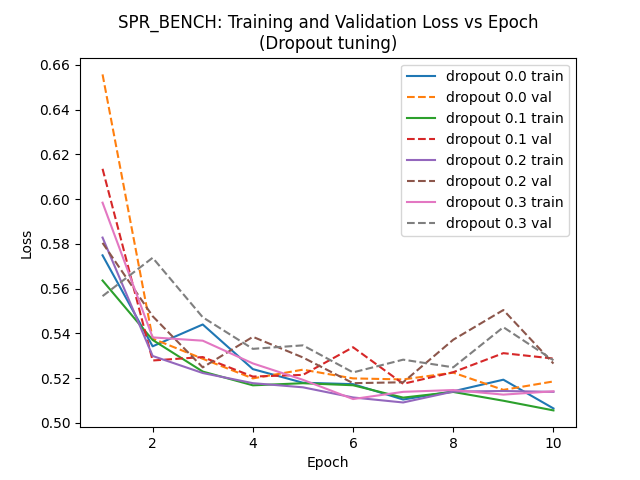 SPR_BENCH: Training and Validation Loss vs Epoch
(Dropout tuning)
Loss
0.66
0.64
0.62
0.60
0.58
0.56
0.54
0.52
0.50
dropout 0.0 train
dropout 0.0 val
dropout 0.1 train
dropout 0.1 val
dropout 0.2 train
dropout 0.2 val
dropout 0.3 train
dropout 0.3 val
2
4
6
8
10
Epoch